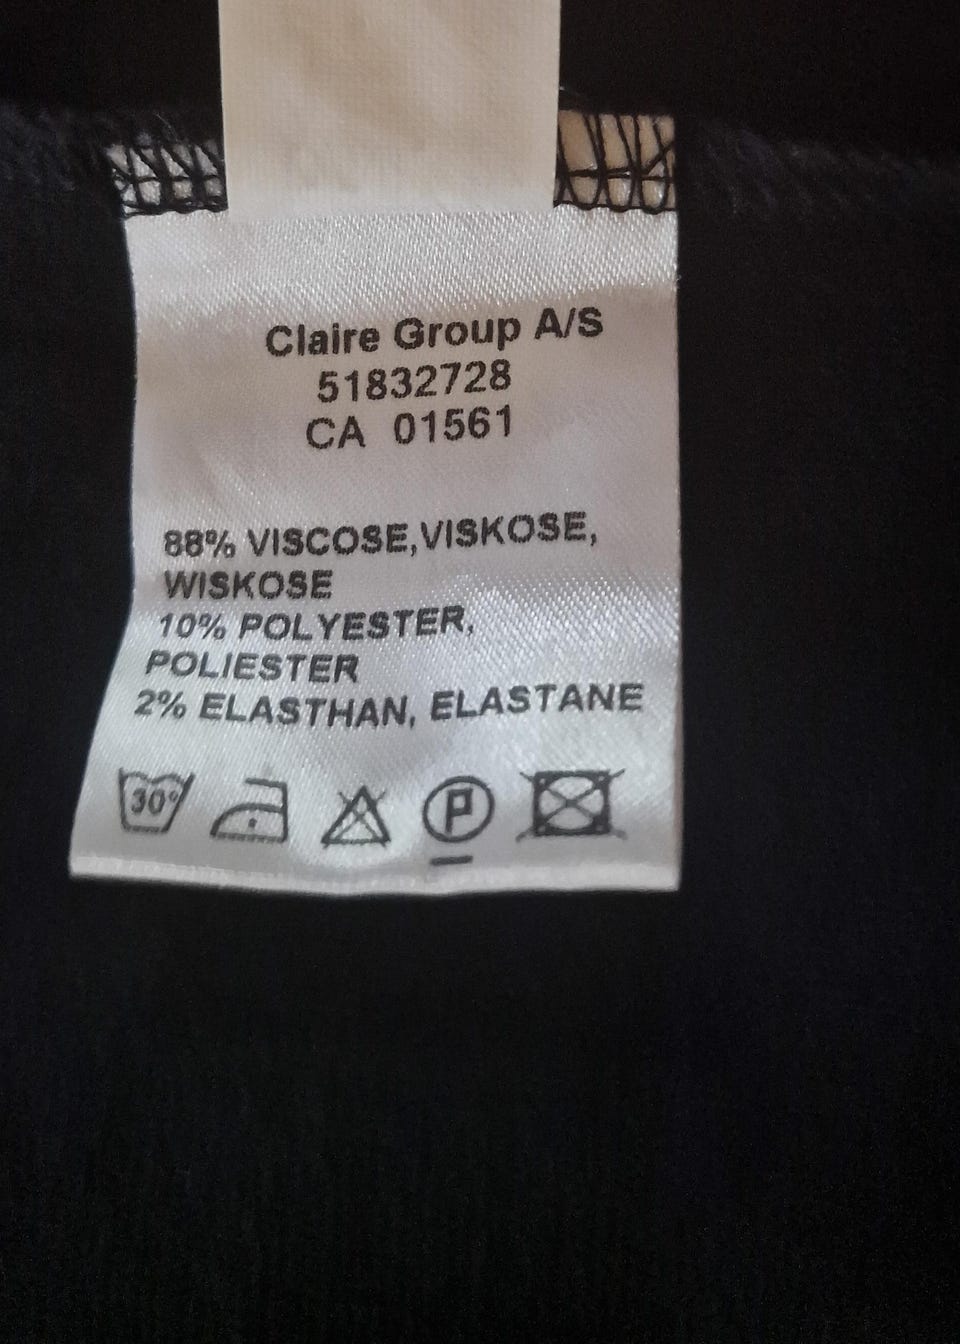 Claire Group A/S
51832728
CA 01561
88% VISCOSE,VISKOSE,
WISKOSE
10% POLYESTER,
POLIESTER
2% ELASTHAN, ELASTANE
30°
P